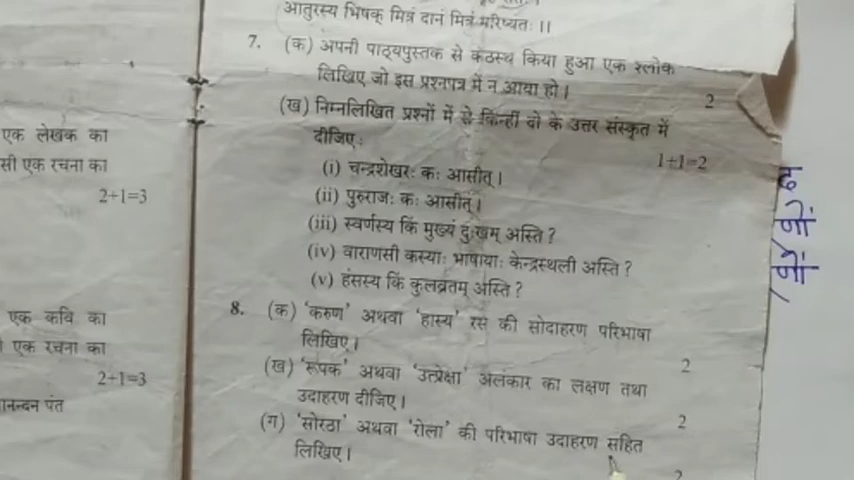 आतुरस्य भिषक् मित्रं दानं मित्रं मरिष्यतः ।।
7. (क) अपनी पाठ्यपुस्तक से कंठस्थ किया हुआ एक श्लोक
लिखिए जो इस प्रश्नपत्र में न आया हो। 2
(ख) निम्नलिखित प्रश्नों में से किन्हीं दो के उत्तर संस्कृत में
दीजिए: 1+1=2
(i) चन्द्रशेखरः कः आसीत्।
(ii) पुरुराजः कः आसीत्।
(iii) स्वर्णस्य किं मुख्यं दुःखम् अस्ति ?
(iv) वाराणसी कस्याः भाषायाः केन्द्रस्थली अस्ति ?
(v) हंसस्य किं कुलव्रतम् अस्ति ?
8. (क) 'करुण' अथवा 'हास्य' रस की सोदाहरण परिभाषा
लिखिए। 2
(ख) 'रूपक' अथवा 'उत्प्रेक्षा' अलंकार का लक्षण तथा
उदाहरण दीजिए। 2
(ग) 'सोरठा' अथवा 'रोला' की परिभाषा उदाहरण सहित
लिखिए। 2
एक लेखक का
सी एक रचना का
2+1=3
एक कवि का
एक रचना का
2+1=3
ानन्दन पंत